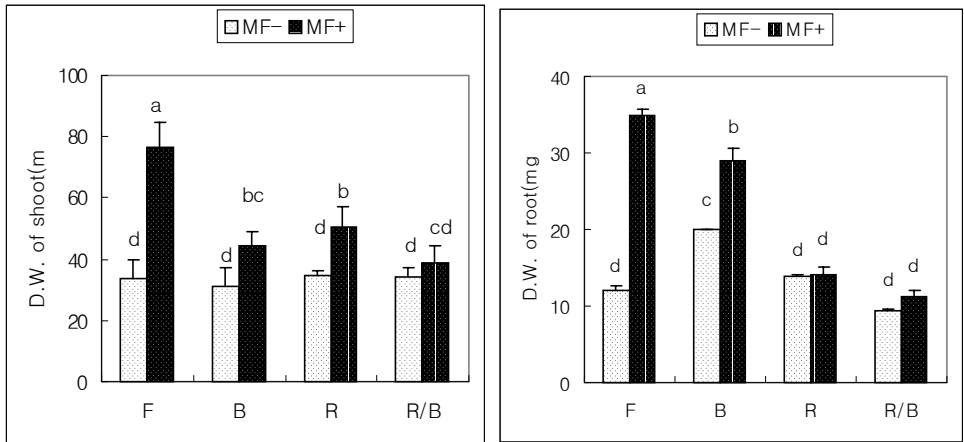 MF- MF+
100
80
60
40
20
0
D.W. of shoot(m
d a d bc d b d cd
F B R R/B
MF- MF+
40
30
20
10
0
D.W. of root(mg
d a c b d d d d
F B R R/B